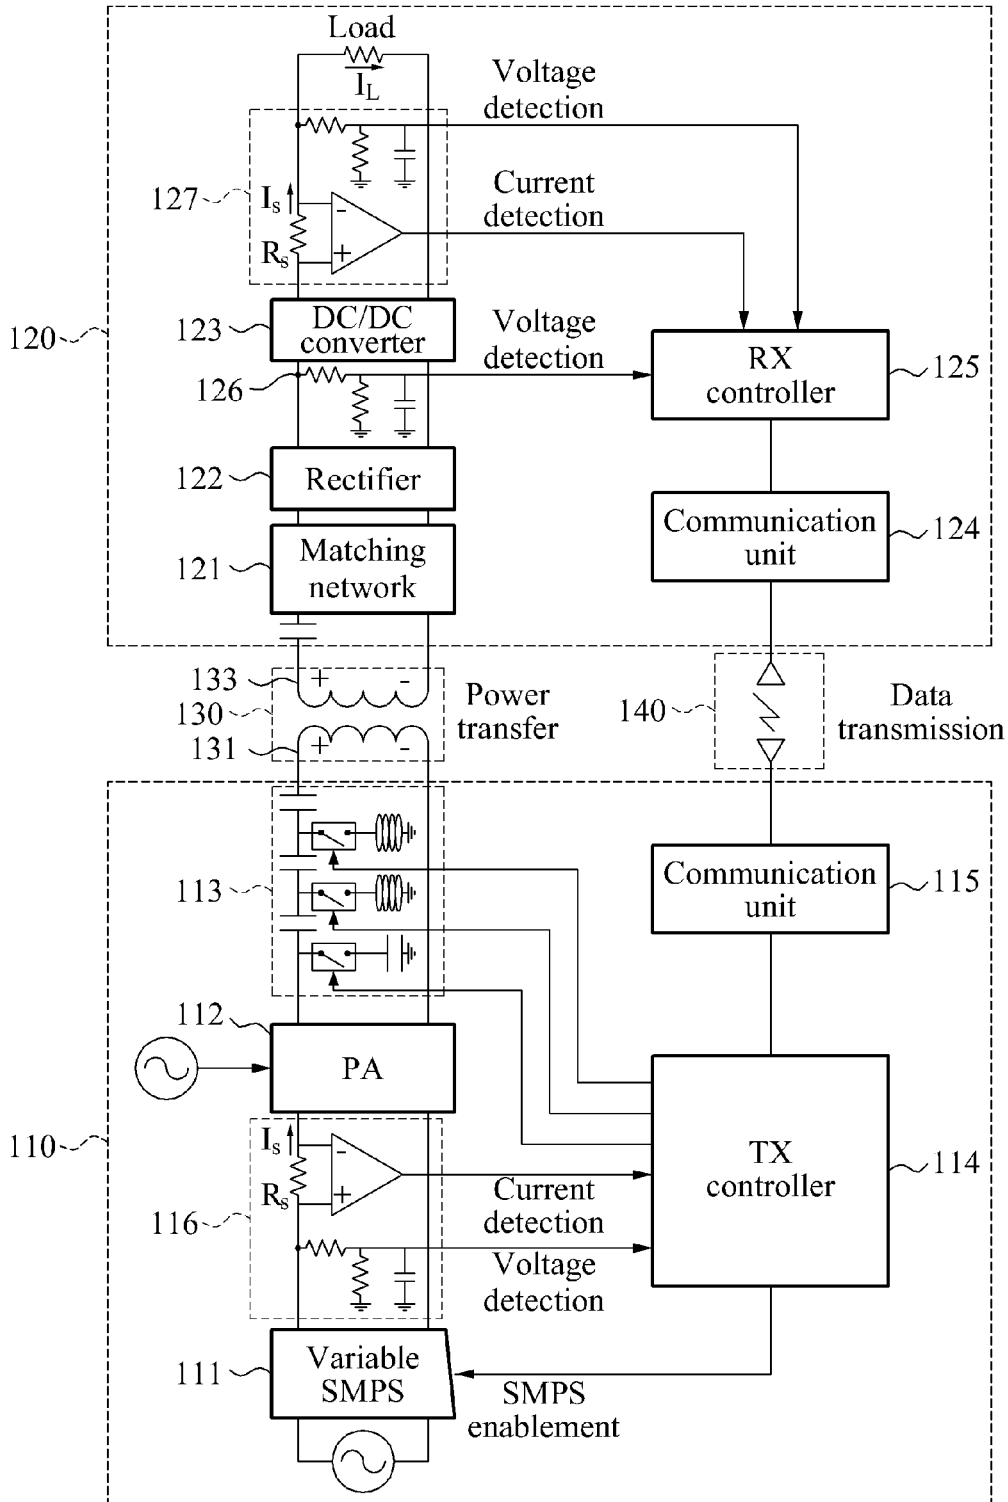 Load
I_L
Voltage
detection
127
I_s
-
Current
detection
R_s
+
120
123
DC/DC
converter
Voltage
detection
RX
controller
125
126
122
Rectifier
Communication
unit
124
121
Matching
network
133
+
-
130
Power
transfer
131
+
-
140
Data
transmission
113
Communication
unit
115
112
PA
110
I_s
-
TX
controller
114
R_s
+
116
Current
detection
Voltage
detection
111
Variable
SMPS
SMPS
enablement